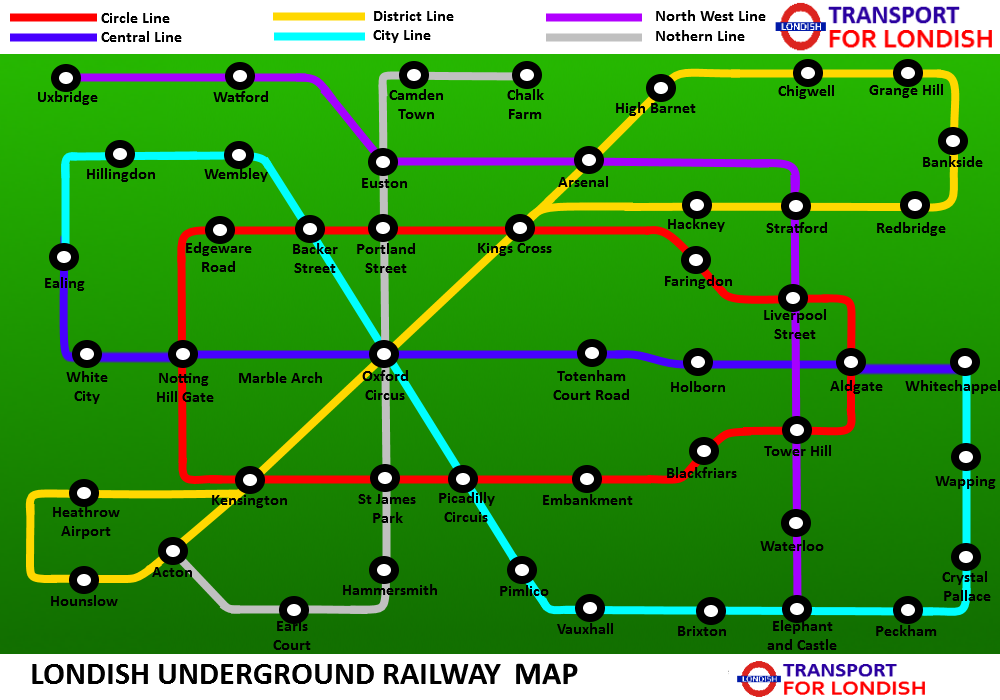 Circle Line
District Line
North West Line
Central Line
City Line
Nothern Line
LONDISH
TRANSPORT
FOR LONDISH
Uxbridge
Watford
Camden
Town
Chalk
Farm
High Barnet
Chigwell
Grange Hill
Hillingdon
Wembley
Euston
Arsenal
Bankside
Edgeware
Road
Backer
Street
Portland
Street
Kings Cross
Hackney
Stratford
Redbridge
Ealing
Faringdon
Liverpool
Street
White
City
Notting
Hill Gate
Marble Arch
Oxford
Circus
Totenham
Court Road
Holborn
Aldgate
Whitechappel
Heathrow
Airport
Kensington
St James
Park
Picadilly
Circuis
Embankment
Blackfriars
Tower Hill
Wapping
Acton
Hounslow
Hammersmith
Pimlico
Waterloo
Crystal
Pallace
Earls
Court
Vauxhall
Brixton
Elephant
and Castle
Peckham
LONDISH UNDERGROUND RAILWAY MAP
LONDISH
TRANSPORT
FOR LONDISH